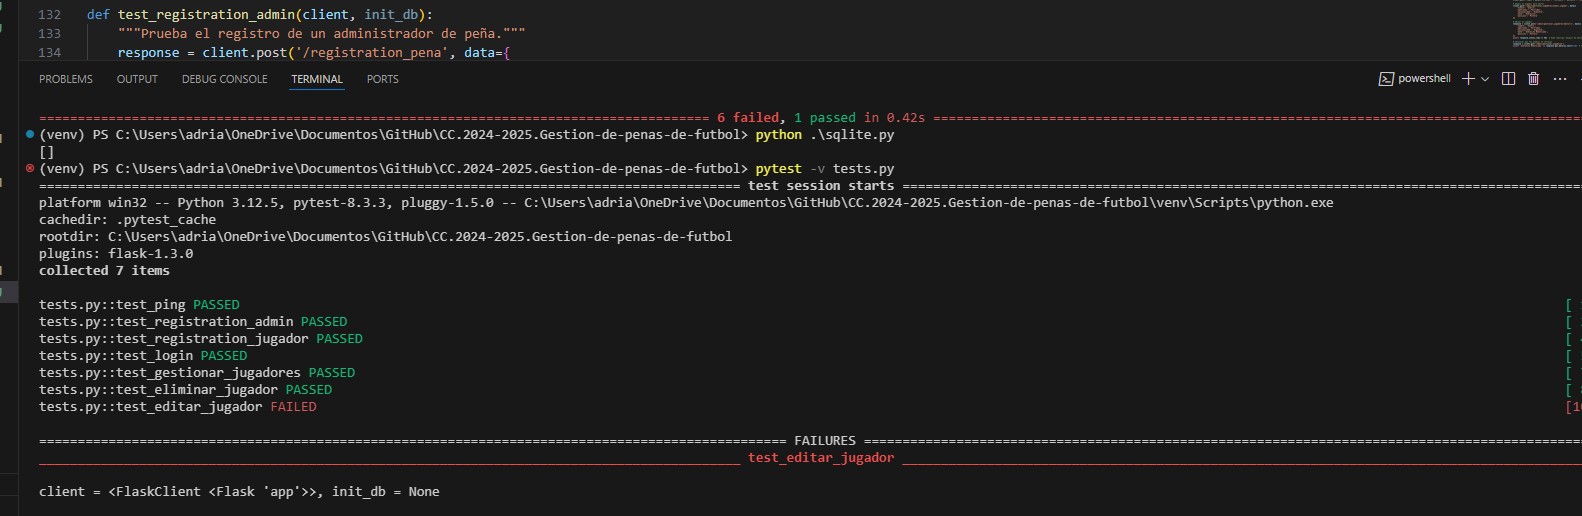 132 def test_registration_admin(client, init_db):
133 """Prueba el registro de un administrador de peña."""
134 response = client.post('/registration_pena', data={
PROBLEMS OUTPUT DEBUG CONSOLE TERMINAL PORTS powershell
======================================================================================= 6 failed, 1 passed in 0.42s =======================================================================================
(venv) PS C:\Users\adria\OneDrive\Documentos\GitHub\CC.2024-2025.Gestion-de-penas-de-futbol> python .\sqlite.py
[]
(venv) PS C:\Users\adria\OneDrive\Documentos\GitHub\CC.2024-2025.Gestion-de-penas-de-futbol> pytest -v tests.py
=========================================================================================== test session starts ===========================================================================================
platform win32 -- Python 3.12.5, pytest-8.3.3, pluggy-1.5.0 -- C:\Users\adria\OneDrive\Documentos\GitHub\CC.2024-2025.Gestion-de-penas-de-futbol\venv\Scripts\python.exe
cachedir: .pytest_cache
rootdir: C:\Users\adria\OneDrive\Documentos\GitHub\CC.2024-2025.Gestion-de-penas-de-futbol
plugins: flask-1.3.0
collected 7 items
tests.py::test_ping PASSED [
tests.py::test_registration_admin PASSED [
tests.py::test_registration_jugador PASSED [
tests.py::test_login PASSED [
tests.py::test_gestionar_jugadores PASSED [
tests.py::test_eliminar_jugador PASSED [
tests.py::test_editar_jugador FAILED [1
================================================================================================= FAILURES =================================================================================================
___________________________________________________________________________________________ test_editar_jugador ___________________________________________________________________________________________
client = <FlaskClient <Flask 'app'>>, init_db = None